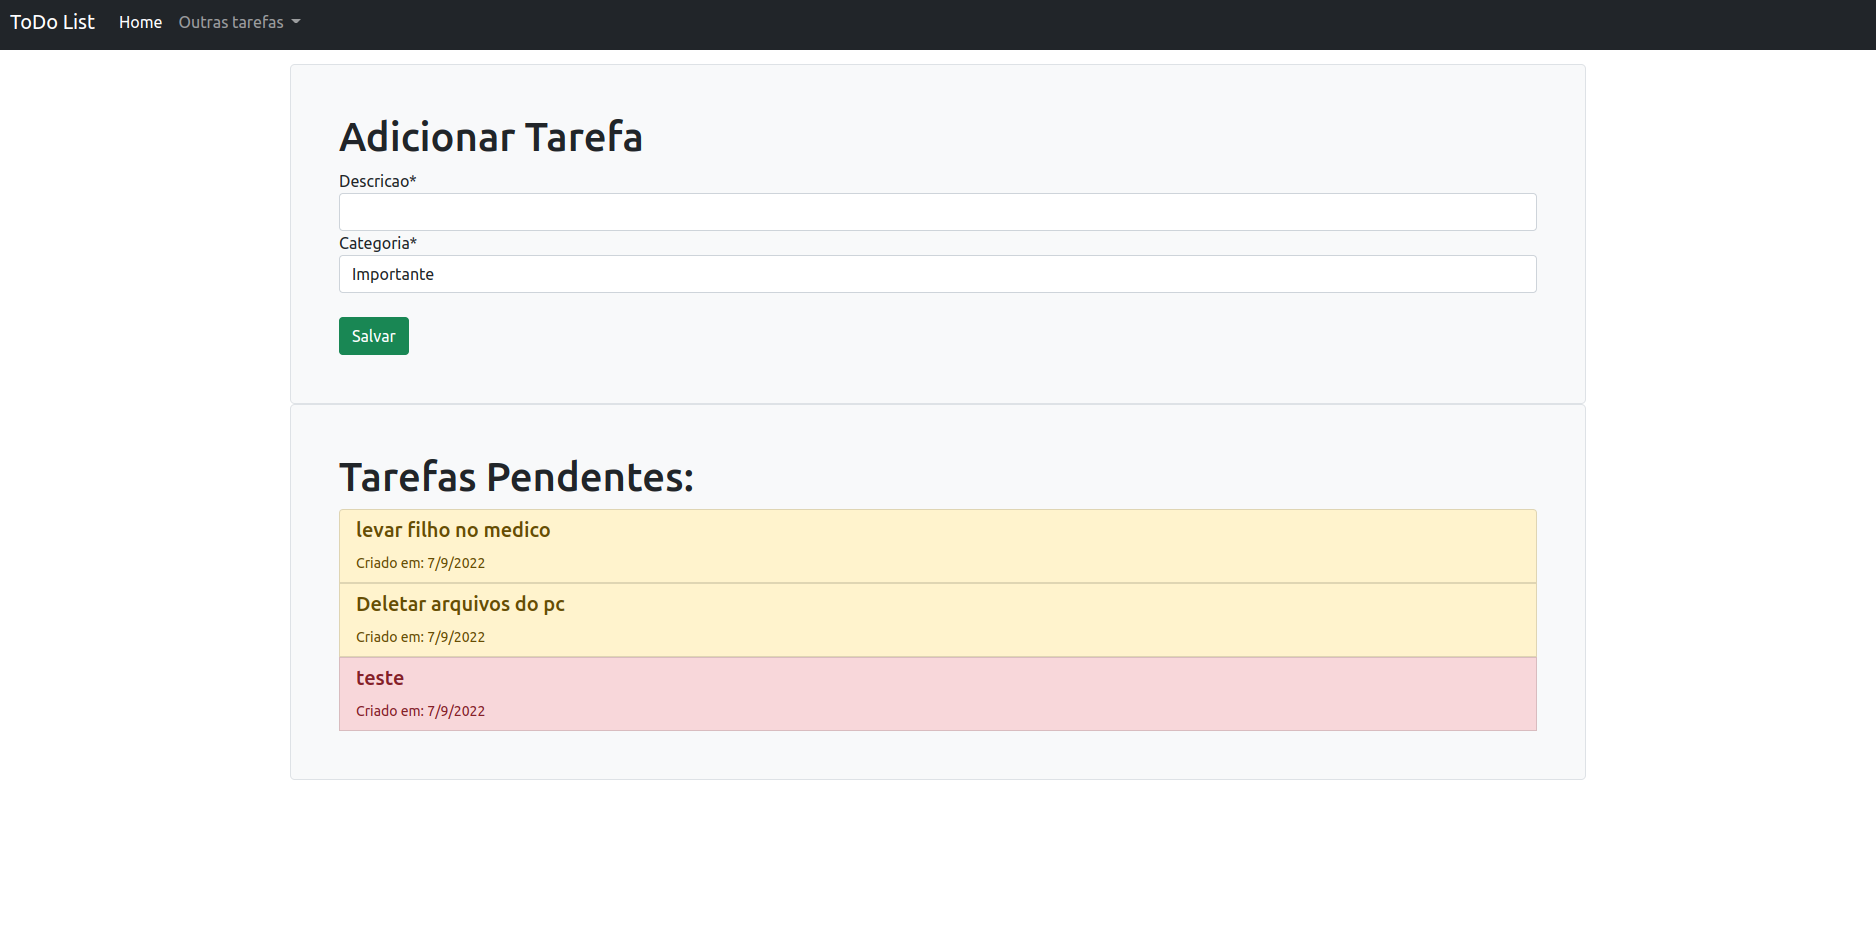 ToDo List Home Outras tarefas
Adicionar Tarefa
Descricao*
Categoria*
Importante
Salvar
Tarefas Pendentes:
levar filho no medico
Criado em: 7/9/2022
Deletar arquivos do pc
Criado em: 7/9/2022
teste
Criado em: 7/9/2022